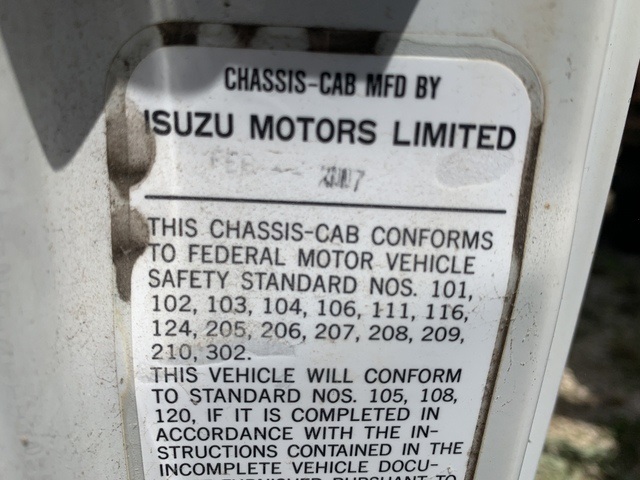 CHASSIS-CAB MFD BY
ISUZU MOTORS LIMITED
FEB
THIS CHASSIS-CAB CONFORMS
TO FEDERAL MOTOR VEHICLE
SAFETY STANDARD NOS. 101,
102, 103, 104, 106, 111, 116,
124, 205, 206, 207, 208, 209,
210, 302.
THIS VEHICLE WILL CONFORM
TO STANDARD NOS. 105, 108,
120, IF IT IS COMPLETED IN
ACCORDANCE WITH THE IN-
STRUCTIONS CONTAINED IN THE
INCOMPLETE VEHICLE DOCU-